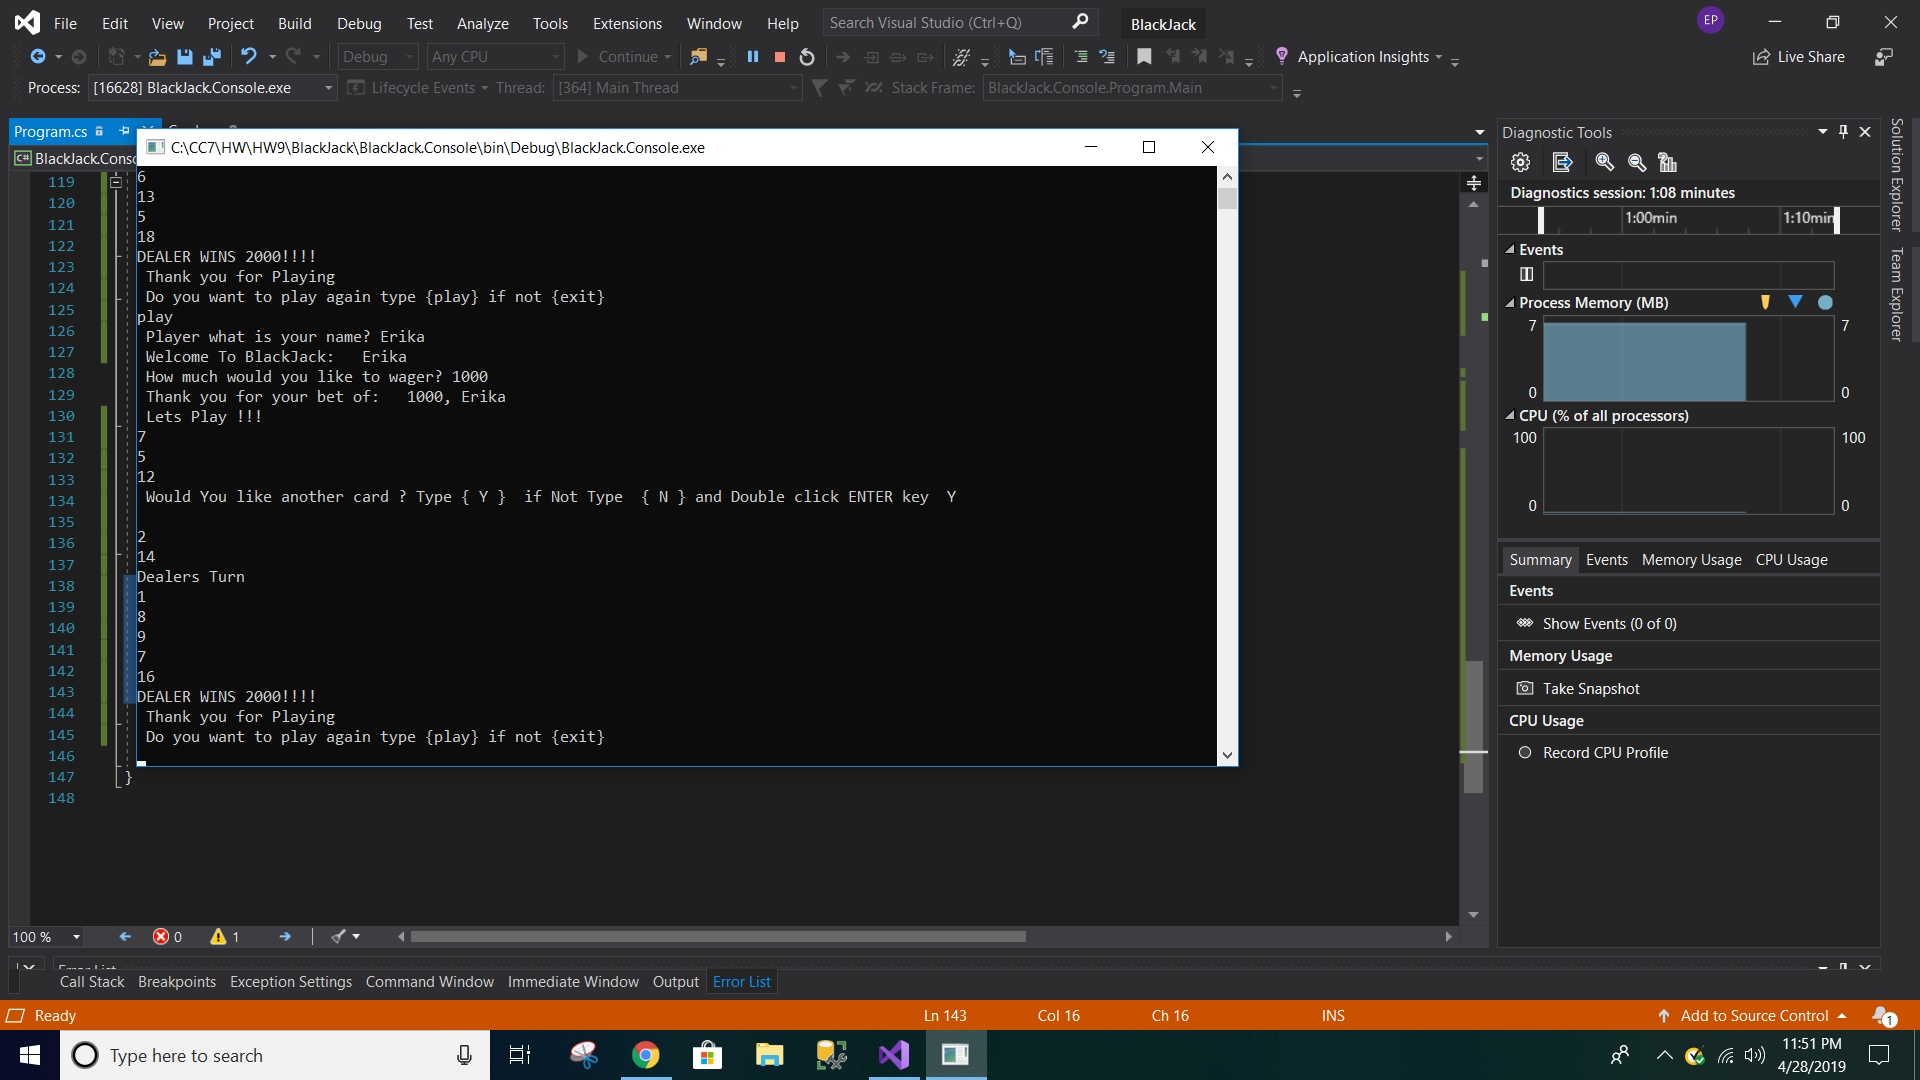 File Edit View Project Build Debug Test Analyze Tools Extensions Window Help Search Visual Studio (Ctrl+Q) BlackJack EP
Debug Any CPU Continue Application Insights Live Share
Process: [16628] BlackJack.Console.exe Lifecycle Events Thread: [364] Main Thread Stack Frame: BlackJack.Console.Program.Main
Program.cs
C# BlackJack.Conso
C:\CC7\HW\HW9\BlackJack\BlackJack.Console\bin\Debug\BlackJack.Console.exe
6
13
5
18
DEALER WINS 2000!!!!
Thank you for Playing
Do you want to play again type {play} if not {exit}
play
Player what is your name? Erika
Welcome To BlackJack:   Erika
How much would you like to wager? 1000
Thank you for your bet of:   1000, Erika
Lets Play !!!
7
5
12
Would You like another card ? Type { Y }  if Not Type  { N } and Double click ENTER key  Y
2
14
Dealers Turn
1
8
9
7
16
DEALER WINS 2000!!!!
Thank you for Playing
Do you want to play again type {play} if not {exit}
119
120
121
122
123
124
125
126
127
128
129
130
131
132
133
134
135
136
137
138
139
140
141
142
143
144
145
146
147 }
148
Diagnostic Tools
Diagnostics session: 1:08 minutes
1:00min 1:10min
Events
Process Memory (MB)
7 7
0 0
CPU (% of all processors)
100 100
0 0
Summary Events Memory Usage CPU Usage
Events
Show Events (0 of 0)
Memory Usage
Take Snapshot
CPU Usage
Record CPU Profile
Solution Explorer
Team Explorer
100 % 0 1
Error List
Call Stack Breakpoints Exception Settings Command Window Immediate Window Output Error List
Ready Ln 143 Col 16 Ch 16 INS Add to Source Control 1
Type here to search
11:51 PM
4/28/2019